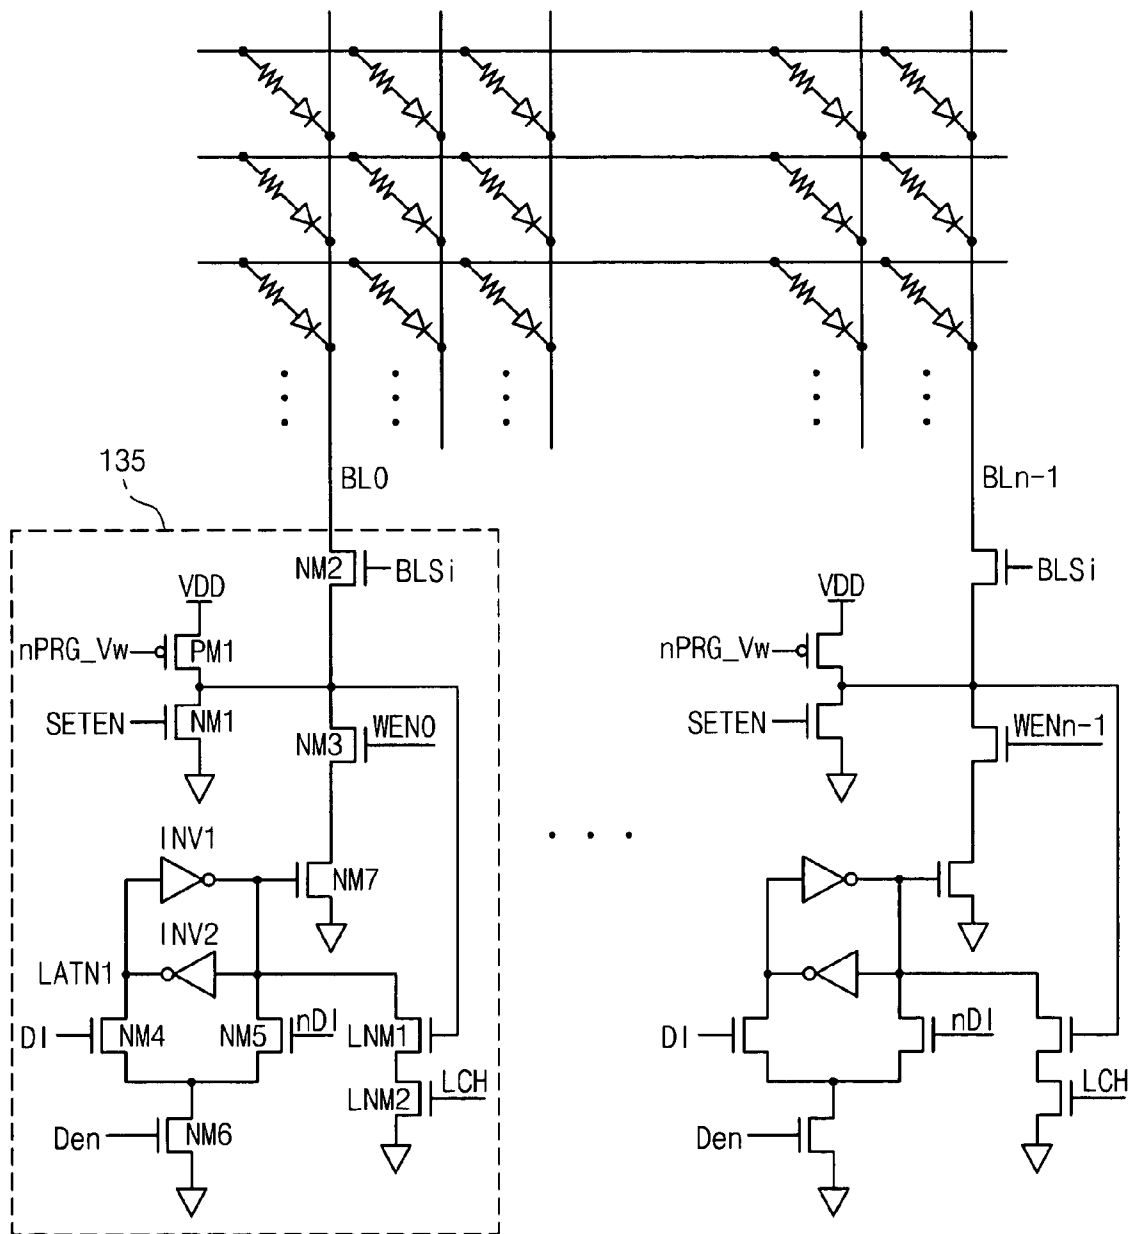 135
BL0
BLn-1
NM2
BLSi
BLSi
VDD
VDD
nPRG_Vw
PM1
nPRG_Vw
SETEN
NM1
NM3
WEN0
SETEN
WENn-1
INV1
NM7
INV2
LATN1
DI
NM4
NM5
nDI
LNM1
DI
nDI
LNM2
LCH
LCH
Den
NM6
Den